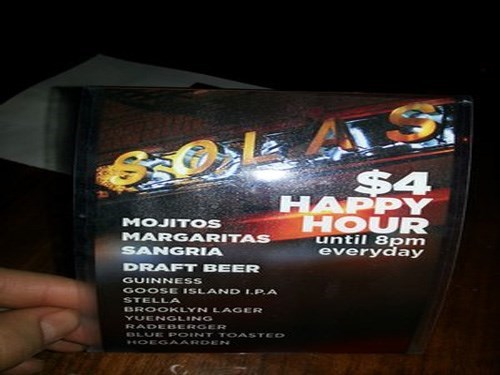 SOLAS
$4
HAPPY
HOUR
until 8pm
everyday
MOJITOS
MARGARITAS
SANGRIA
DRAFT BEER
GUINNESS
GOOSE ISLAND I.P.A
STELLA
BROOKLYN LAGER
YUENGLING
RADEBERGER
BLUE POINT TOASTED
HOEGAARDEN